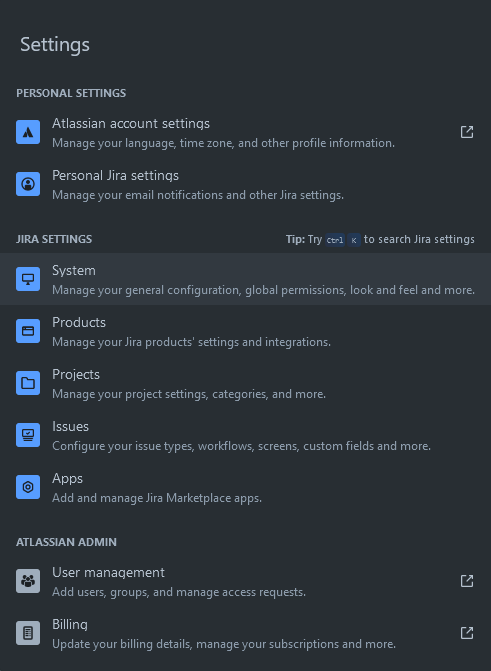 Settings
PERSONAL SETTINGS
Atlassian account settings
Manage your language, time zone, and other profile information.
Personal Jira settings
Manage your email notifications and other Jira settings.
JIRA SETTINGS Tip: Try Ctrl K to search Jira settings
System
Manage your general configuration, global permissions, look and feel and more.
Products
Manage your Jira products' settings and integrations.
Projects
Manage your project settings, categories, and more.
Issues
Configure your issue types, workflows, screens, custom fields and more.
Apps
Add and manage Jira Marketplace apps.
ATLASSIAN ADMIN
User management
Add users, groups, and manage access requests.
Billing
Update your billing details, manage your subscriptions and more.